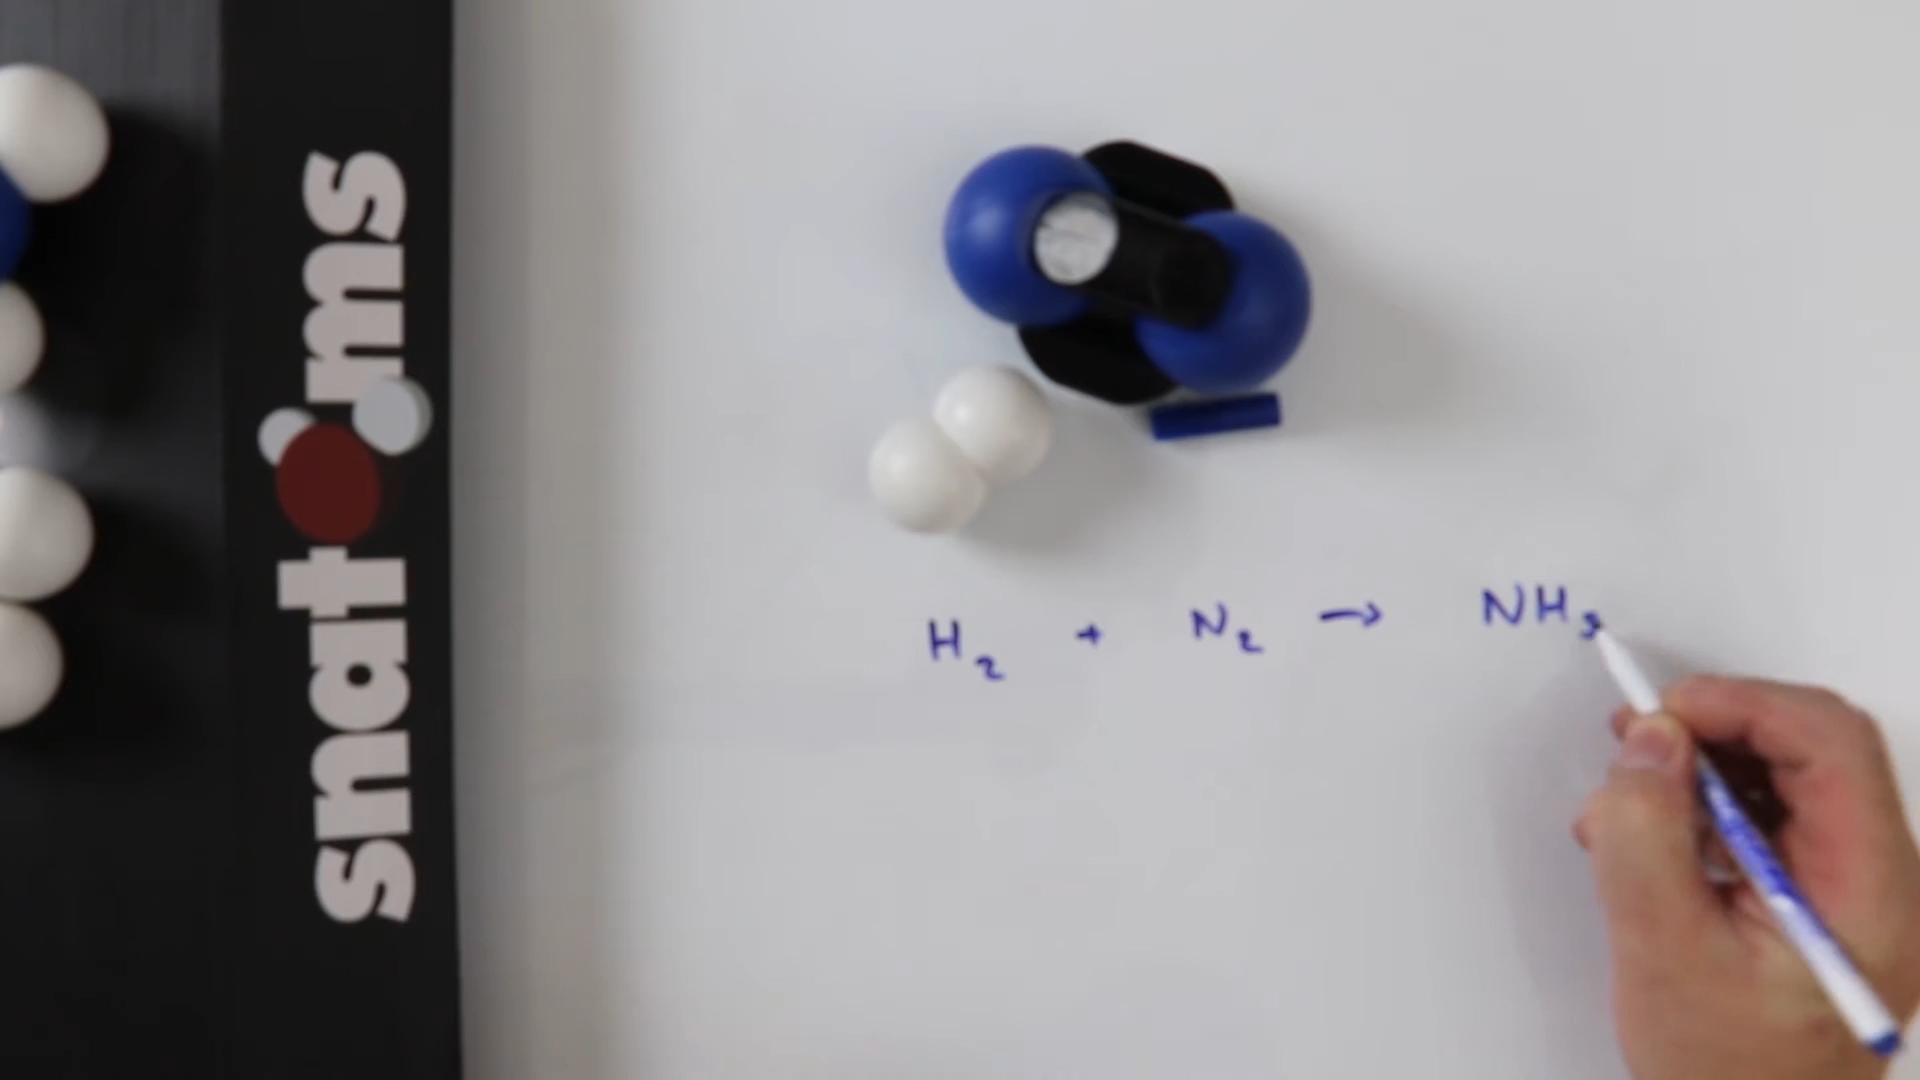 snatoms
H₂ + N₂ → NH₃